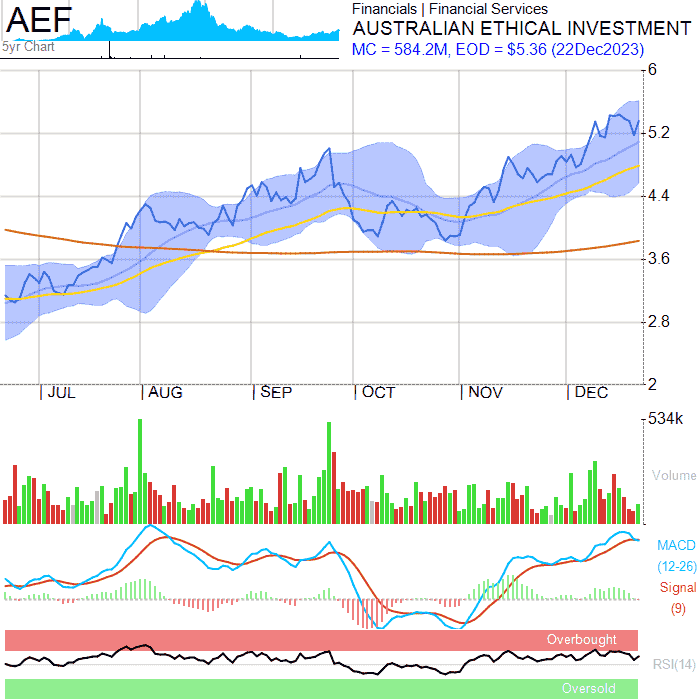 AEF
Financials | Financial Services
AUSTRALIAN ETHICAL INVESTMENT
5yr Chart
MC = 584.2M, EOD = $5.36 (22Dec2023)
6
5.2
4.4
3.6
2.8
2
| JUL | AUG | SEP | OCT | NOV | DEC
534k
Volume
MACD
(12-26)
Signal
(9)
Overbought
RSI(14)
Oversold